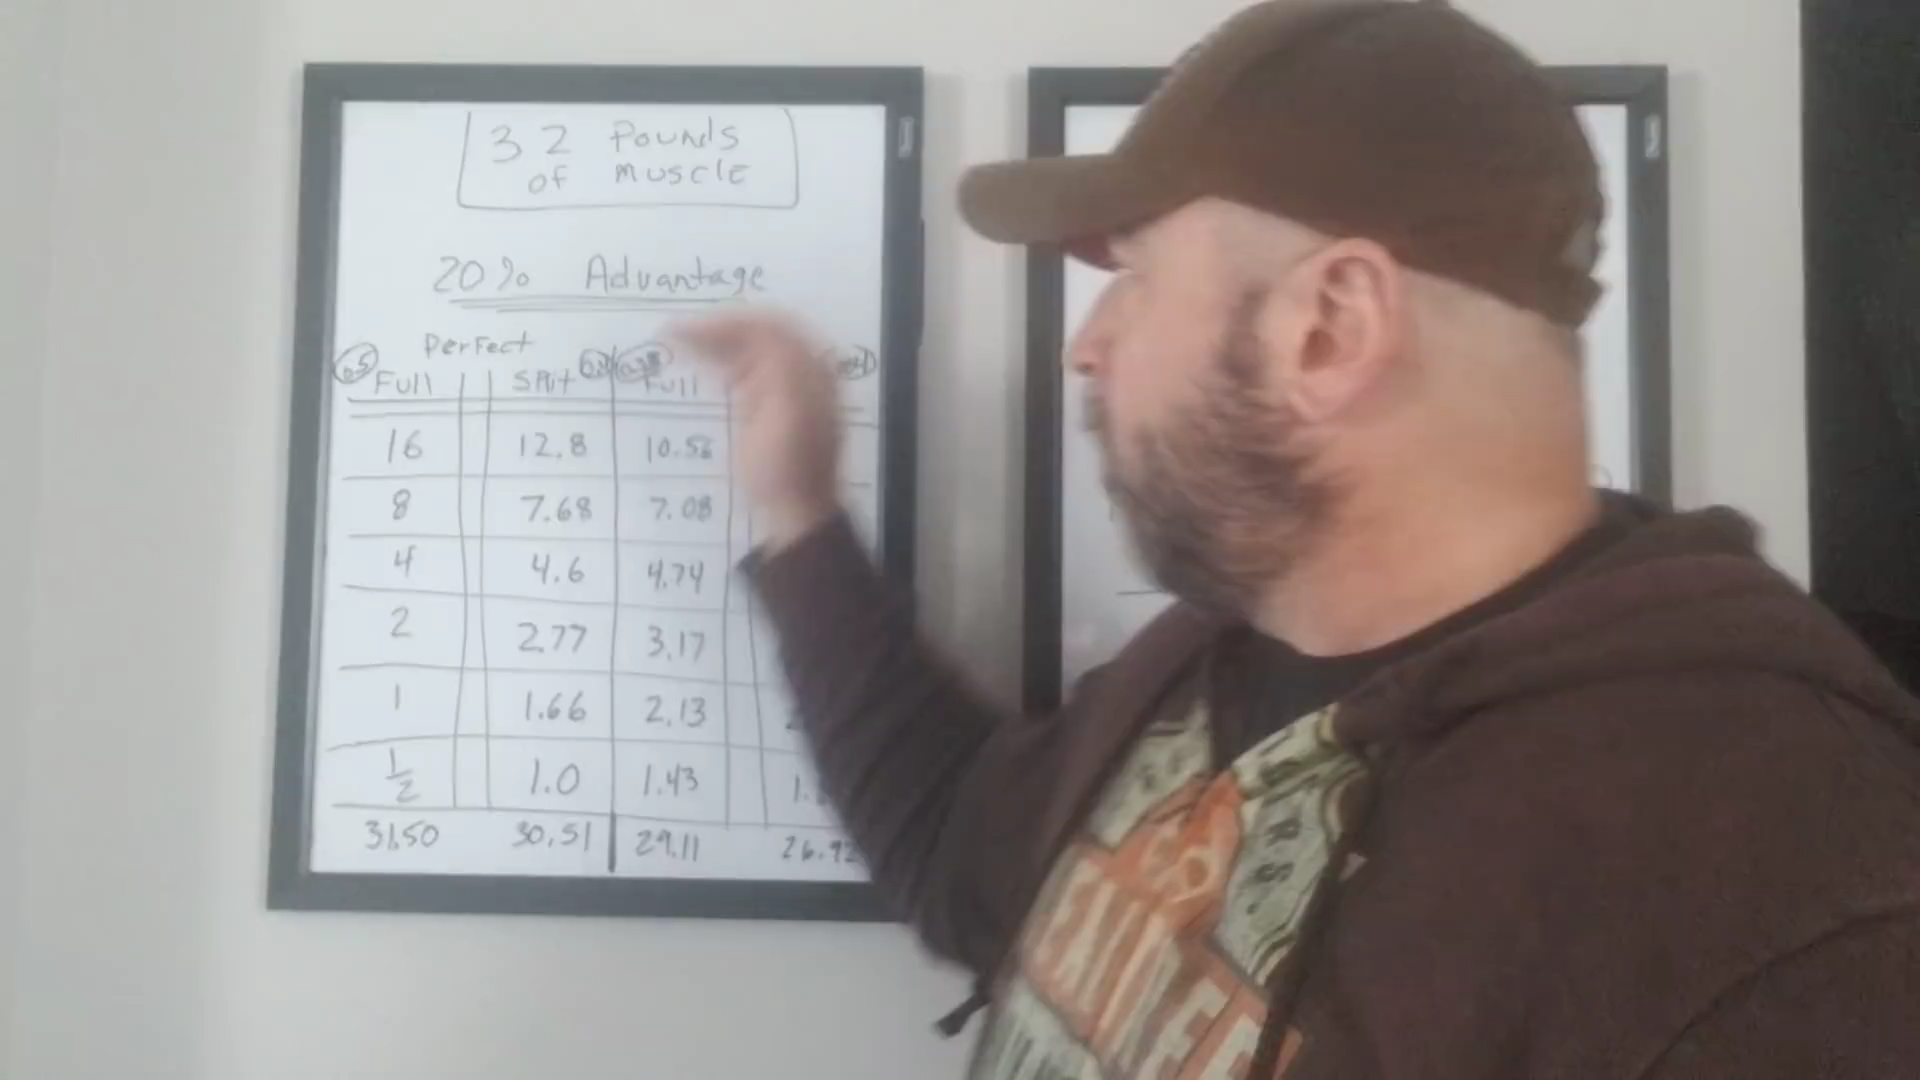 32 Pounds
of muscle
20% Advantage
Perfect
0.5
Full Split Full
16 12.8 10.56
8 7.68 7.08
4 4.6 4.74
2 2.77 3.17
1 1.66 2.13
1/2 1.0 1.43
31.50 30.51 29.11 26.92